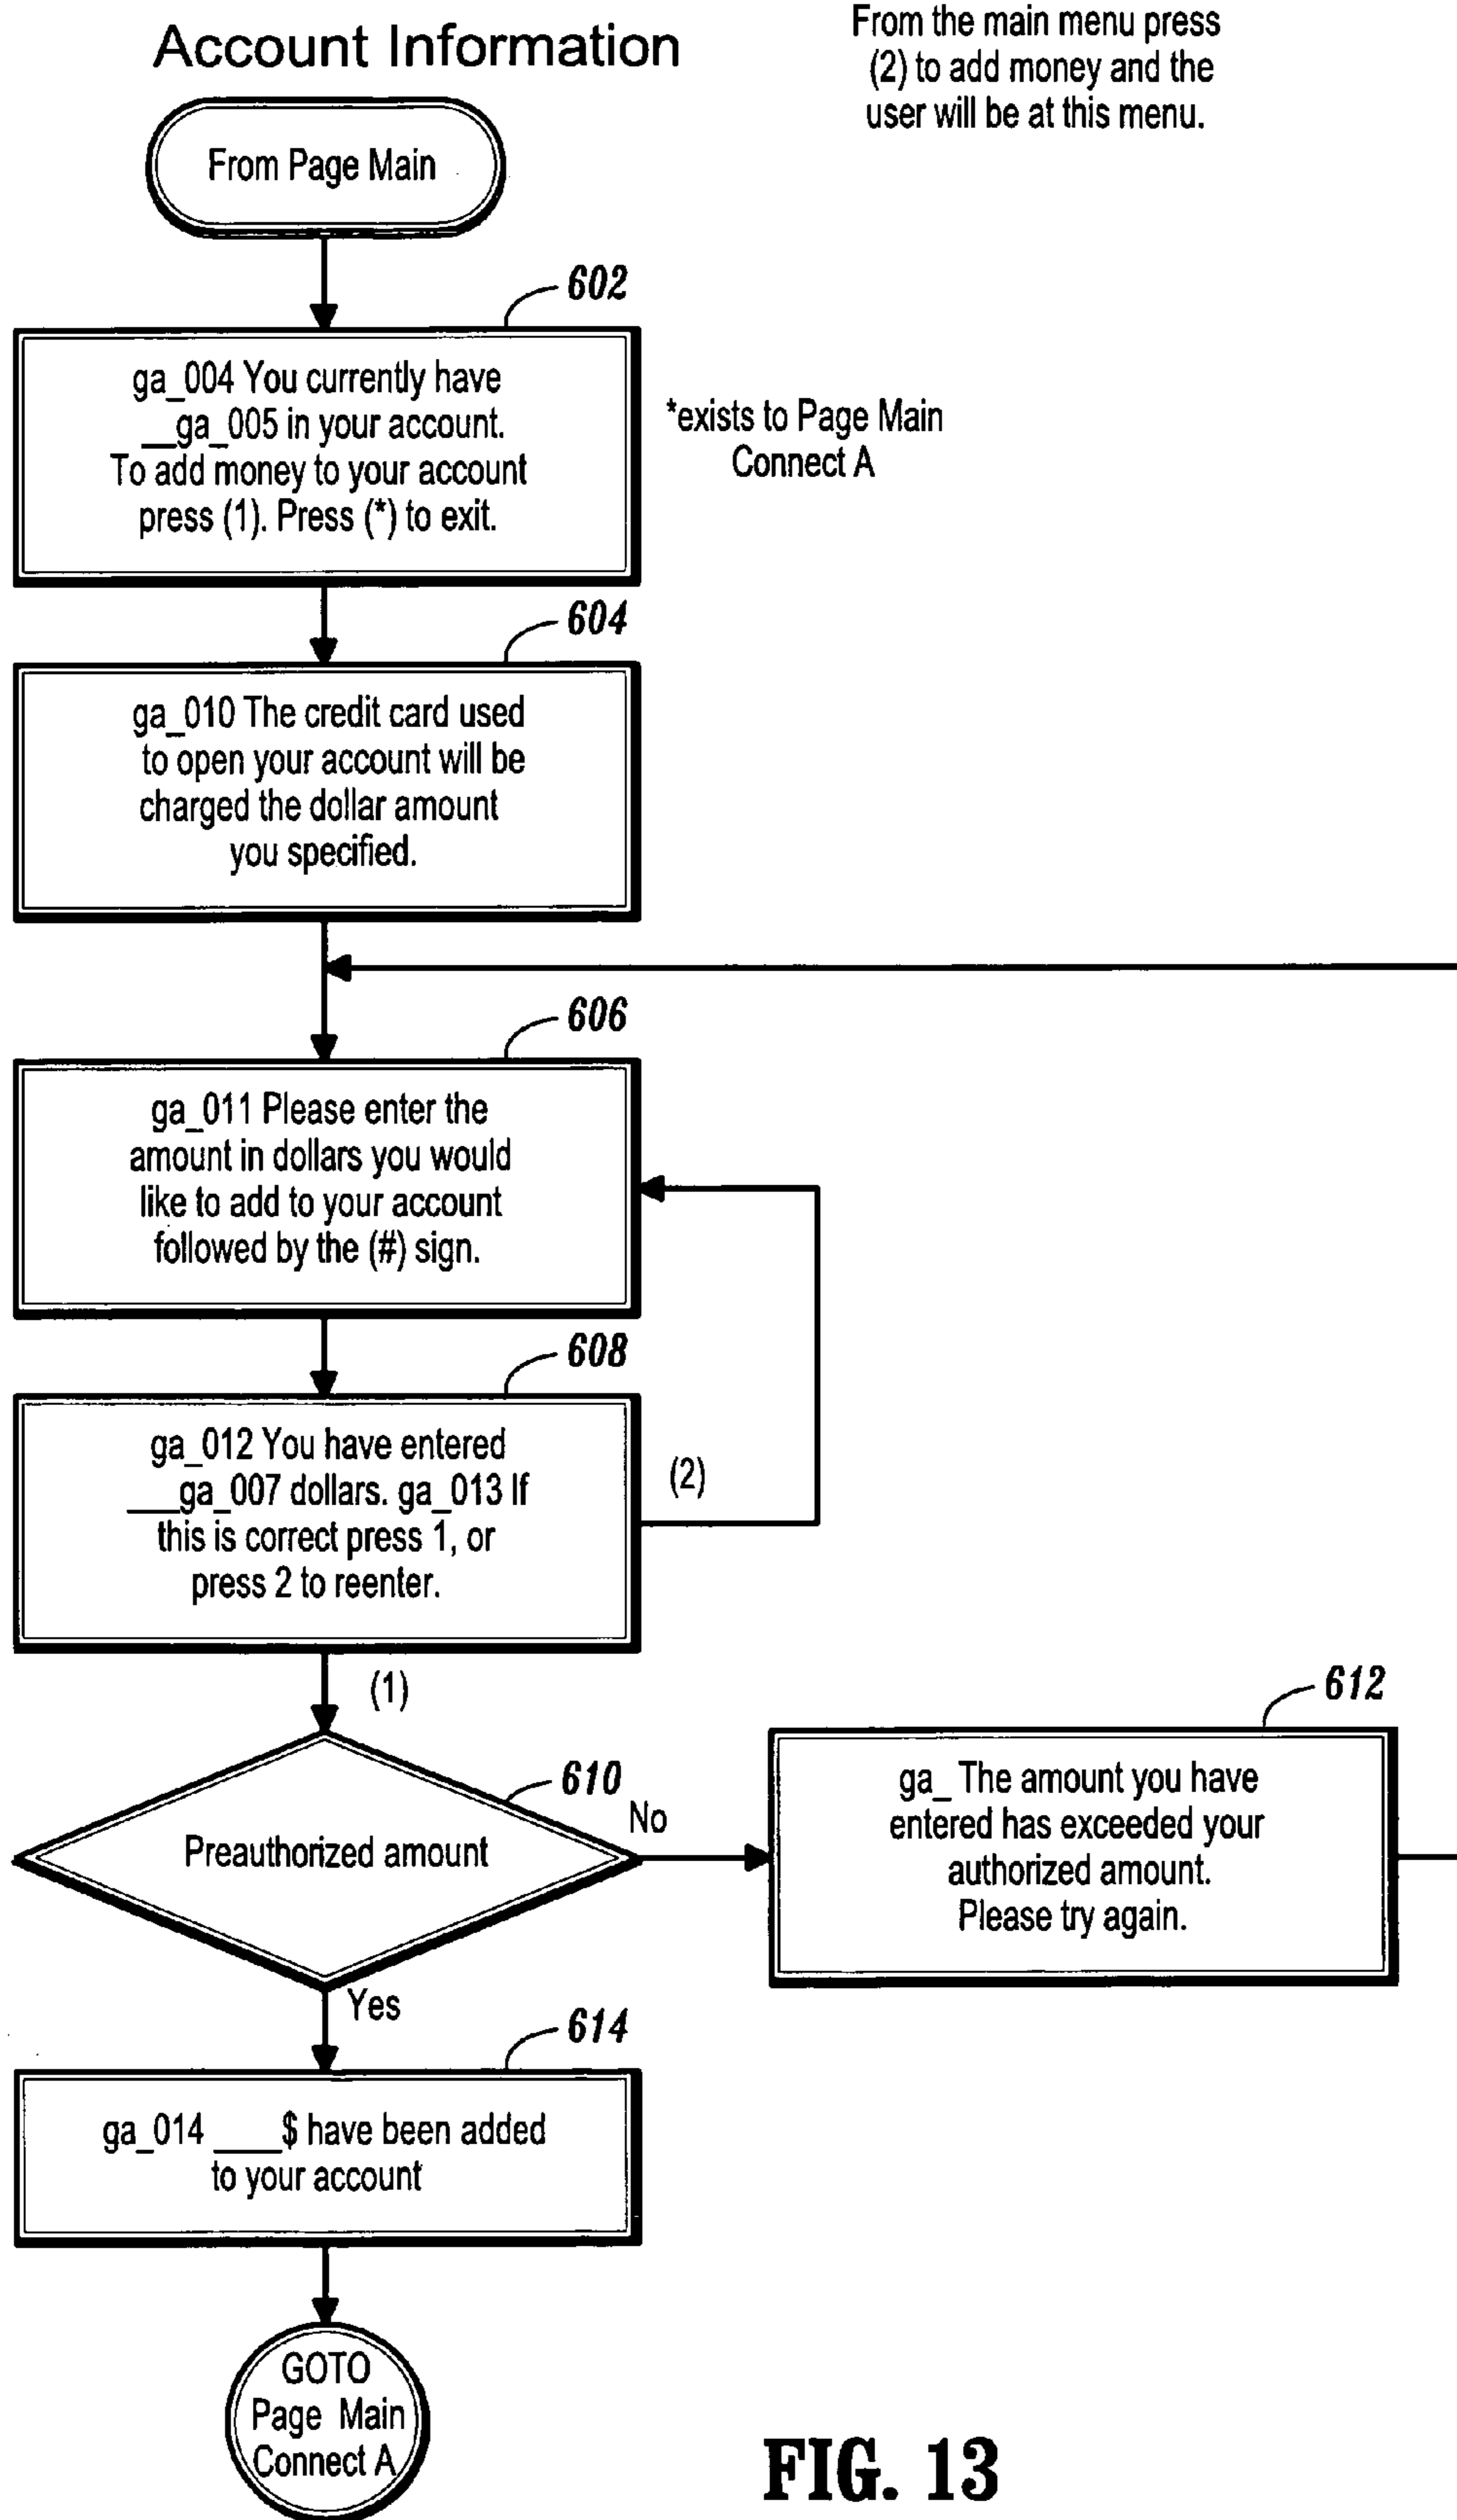 Account Information
From the main menu press
(2) to add money and the
user will be at this menu.
From Page Main
602
ga_004 You currently have
__ga_005 in your account.
To add money to your account
press (1). Press (*) to exit.
*exists to Page Main
Connect A
604
ga_010 The credit card used
to open your account will be
charged the dollar amount
you specified.
606
ga_011 Please enter the
amount in dollars you would
like to add to your account
followed by the (#) sign.
608
ga_012 You have entered
___ga_007 dollars. ga_013 If
this is correct press 1, or
press 2 to reenter.
(2)
(1)
610
Preauthorized amount
No
612
ga_ The amount you have
entered has exceeded your
authorized amount.
Please try again.
Yes
614
ga_014 ____$ have been added
to your account
GOTO
Page Main
Connect A
FIG. 13